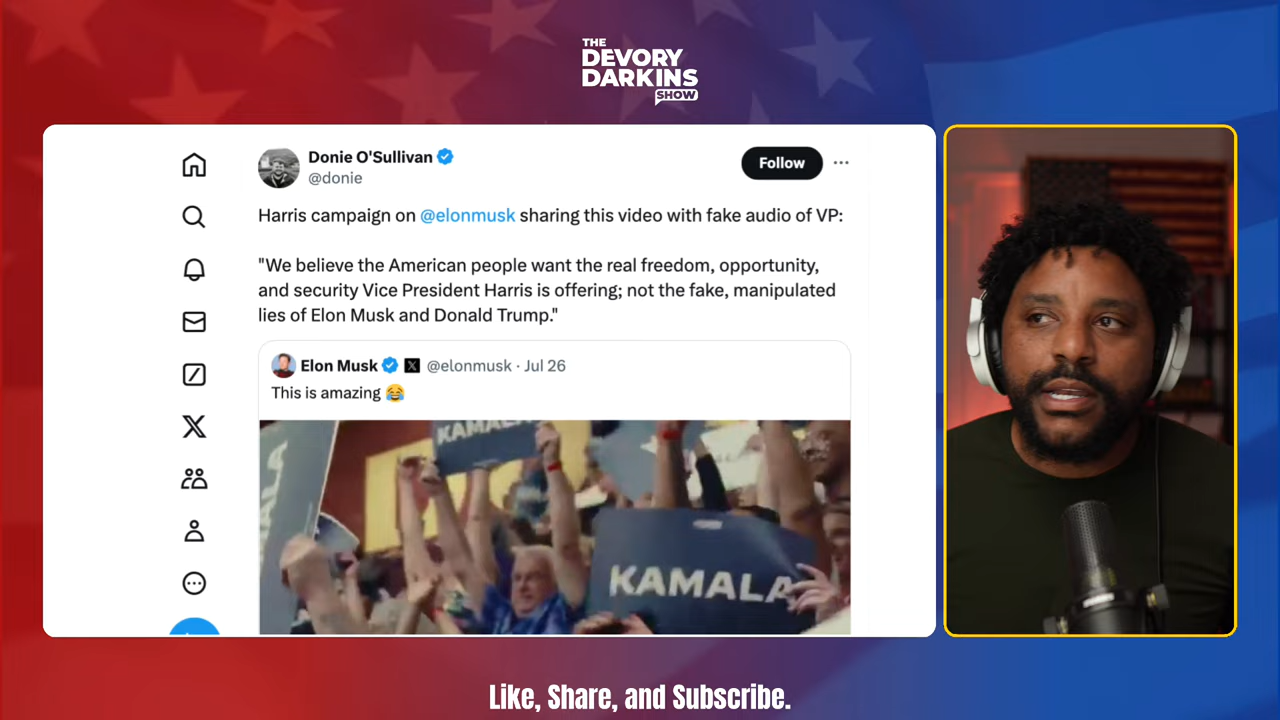 THE
DEVORY
DARKINS
SHOW
Donie O'Sullivan
@donie
Follow
Harris campaign on @elonmusk sharing this video with fake audio of VP:
"We believe the American people want the real freedom, opportunity,
and security Vice President Harris is offering; not the fake, manipulated
lies of Elon Musk and Donald Trump."
Elon Musk @elonmusk · Jul 26
This is amazing 😂
KAMALA
KAMALA
Like, Share, and Subscribe.